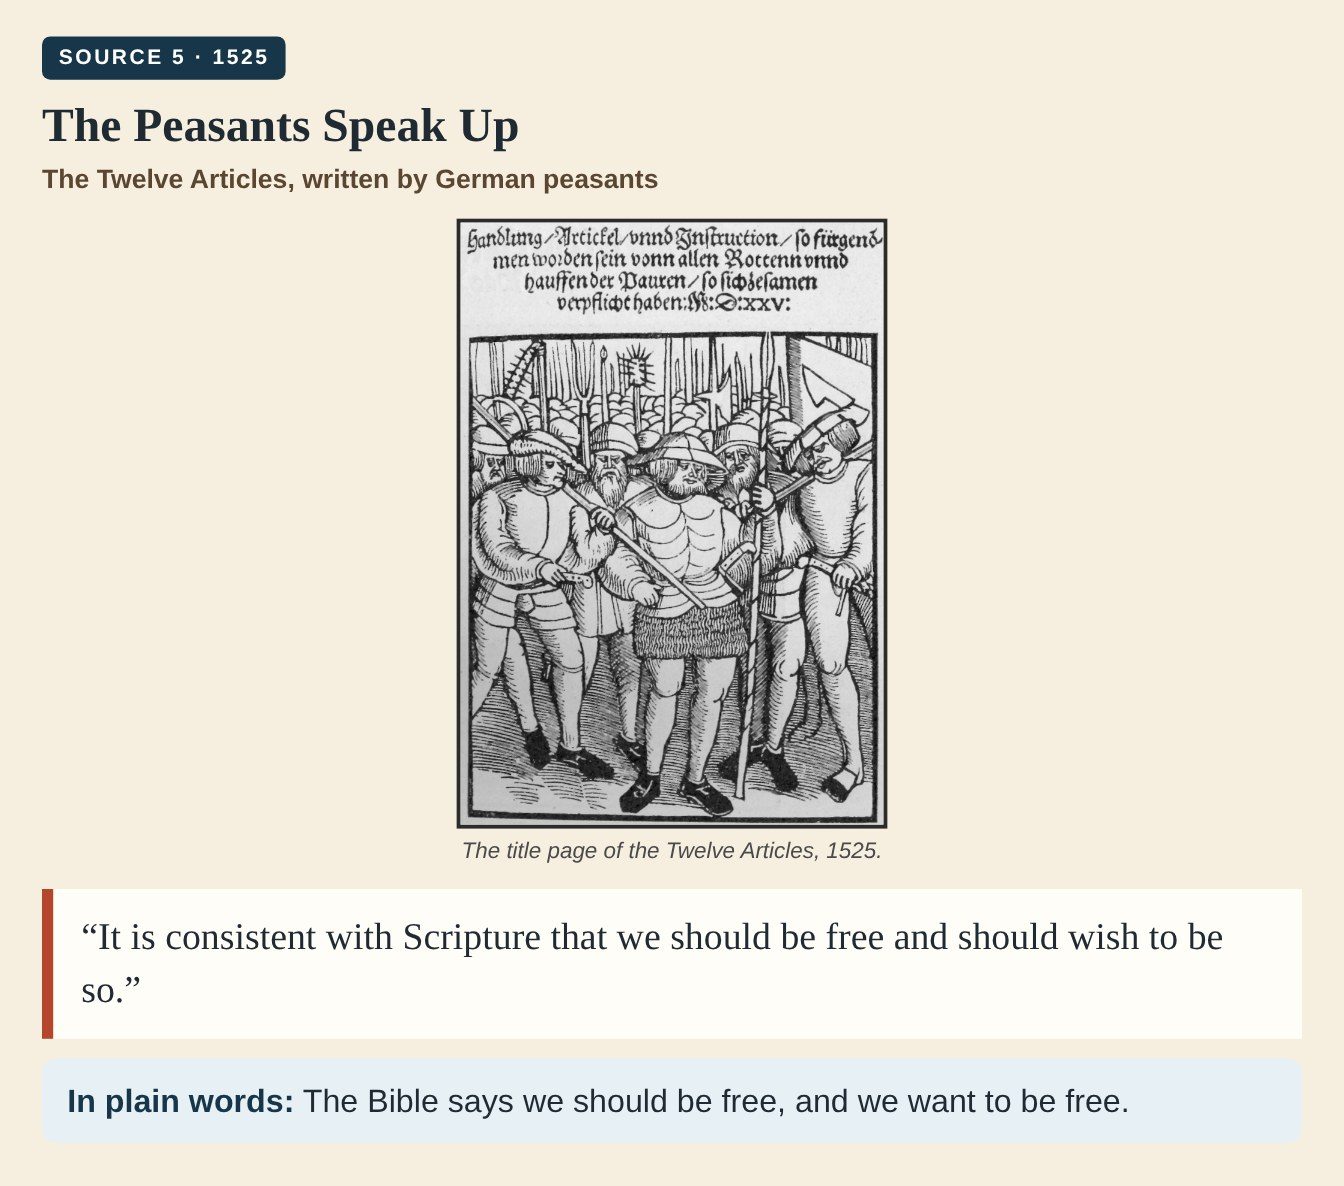 SOURCE 5 · 1525
The Peasants Speak Up
The Twelve Articles, written by German peasants
Handlung/Artickel/vnnd Instruction/so fürgend
men worden sein vonn allen Rottenn vnnd
hauffen der Pauren/so sich zesamen
verpflicht haben: M:D:xxv:
The title page of the Twelve Articles, 1525.
“It is consistent with Scripture that we should be free and should wish to be
so.”
In plain words: The Bible says we should be free, and we want to be free.